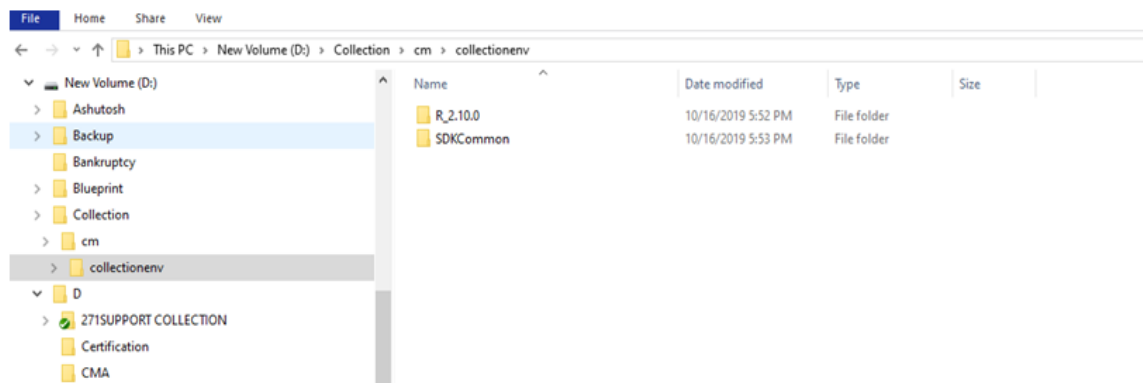 File Home Share View
This PC > New Volume (D:) > Collection > cm > collectionenv
New Volume (D:)
Ashutosh
Backup
Bankruptcy
Blueprint
Collection
cm
collectionenv
D
271SUPPORT COLLECTION
Certification
CMA
Name Date modified Type Size
R_2.10.0 10/16/2019 5:52 PM File folder
SDKCommon 10/16/2019 5:53 PM File folder